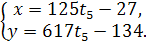 x = 125t₅ − 27,
y = 617t₅ − 134.